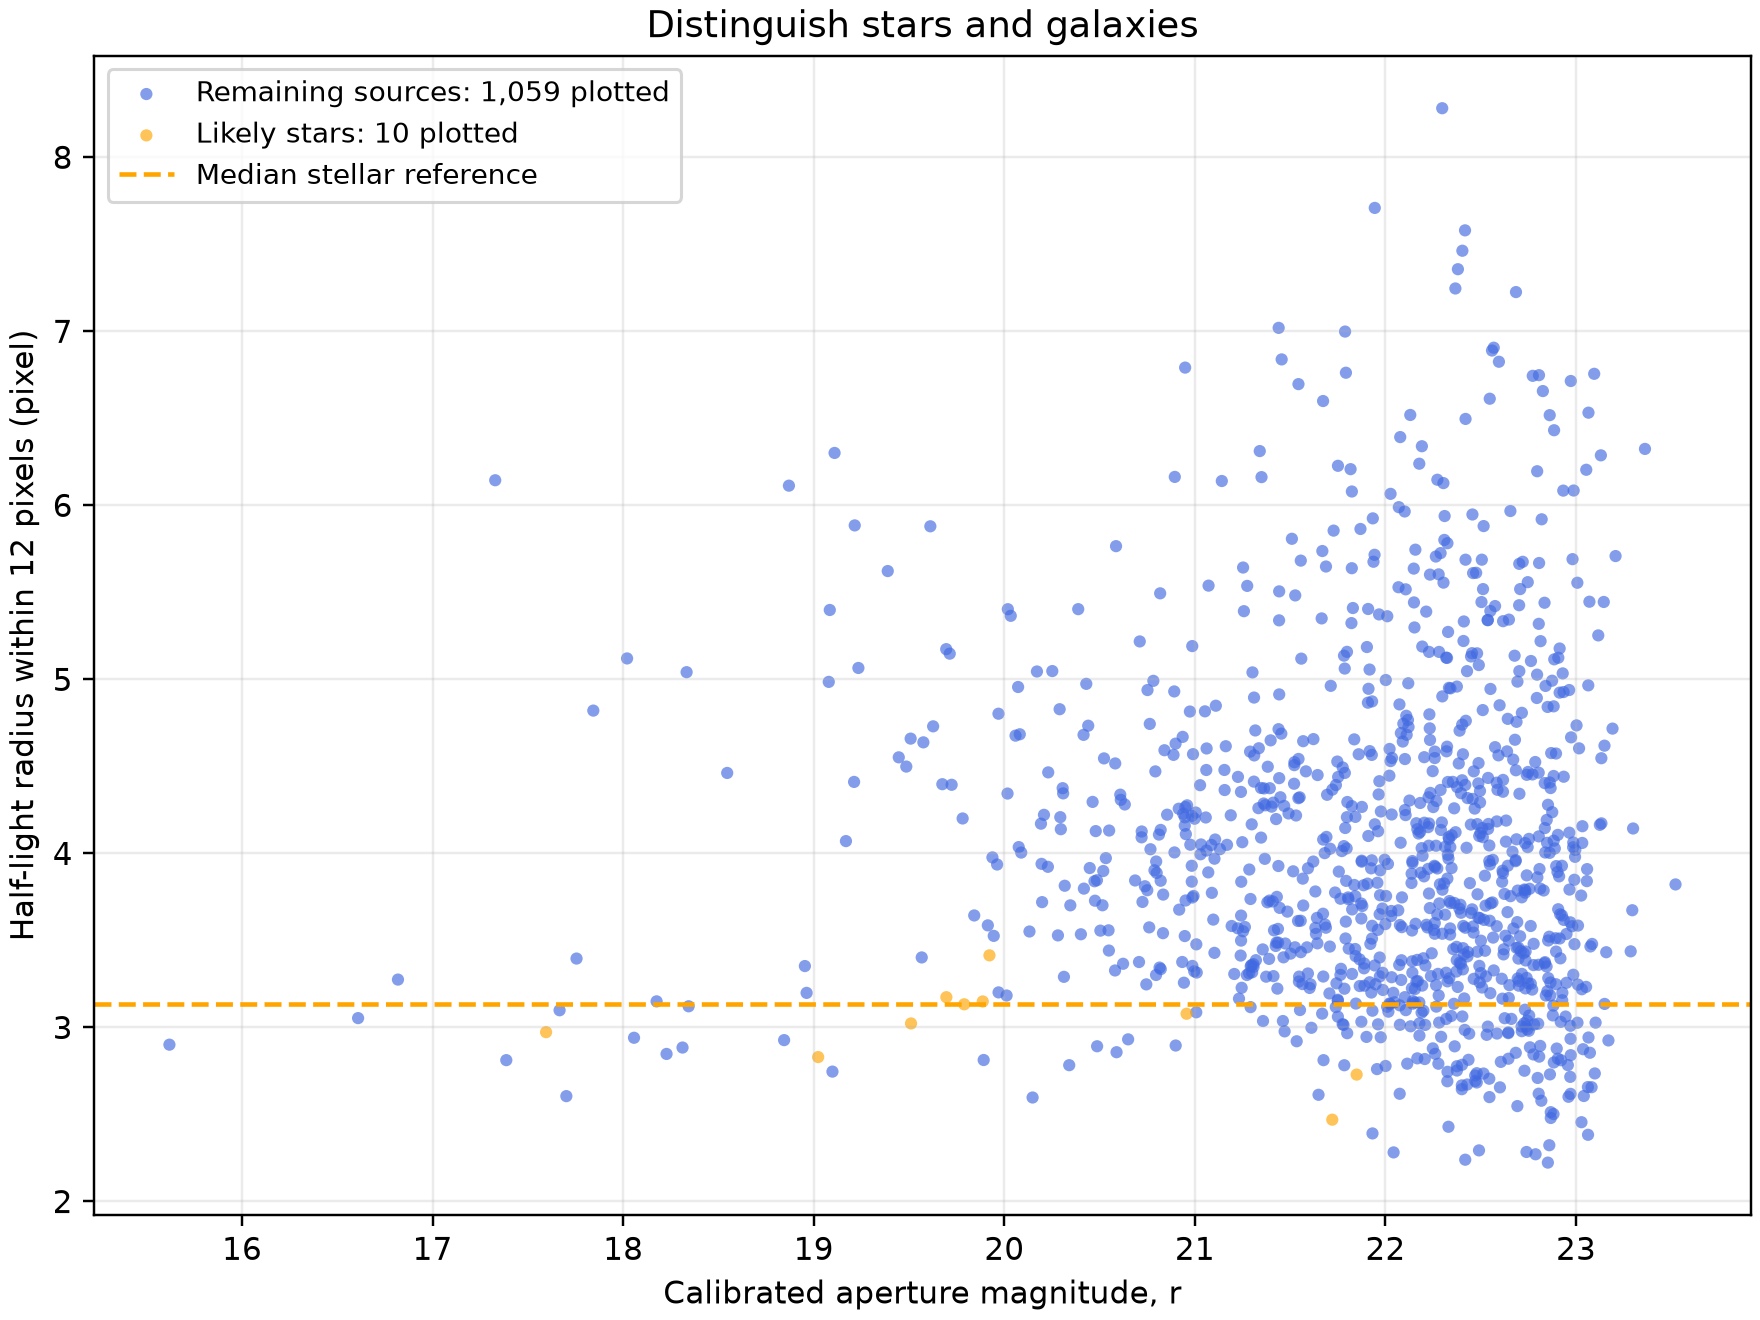 Distinguish stars and galaxies
Remaining sources: 1,059 plotted
Likely stars: 10 plotted
Median stellar reference
Half-light radius within 12 pixels (pixel)
8
7
6
5
4
3
2
16 17 18 19 20 21 22 23
Calibrated aperture magnitude, r